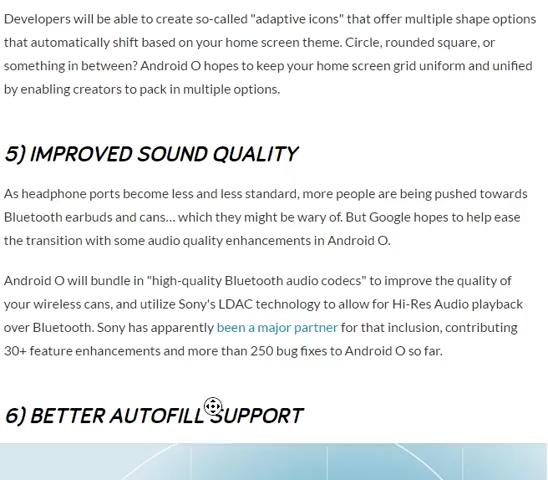 Developers will be able to create so-called "adaptive icons" that offer multiple shape options
that automatically shift based on your home screen theme. Circle, rounded square, or
something in between? Android O hopes to keep your home screen grid uniform and unified
by enabling creators to pack in multiple options.
5) IMPROVED SOUND QUALITY
As headphone ports become less and less standard, more people are being pushed towards
Bluetooth earbuds and cans... which they might be wary of. But Google hopes to help ease
the transition with some audio quality enhancements in Android O.
Android O will bundle in "high-quality Bluetooth audio codecs" to improve the quality of
your wireless cans, and utilize Sony's LDAC technology to allow for Hi-Res Audio playback
over Bluetooth. Sony has apparently been a major partner for that inclusion, contributing
30+ feature enhancements and more than 250 bug fixes to Android O so far.
6) BETTER AUTOFILL SUPPORT